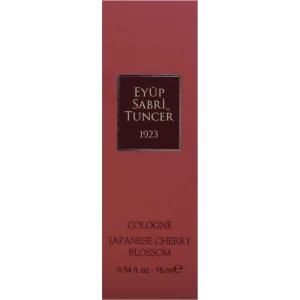 EYÜP
SABRİ
TUNCER
1923
COLOGNE
JAPANESE CHERRY
BLOSSOM
0.54 fl.oz - 16 ml ℮